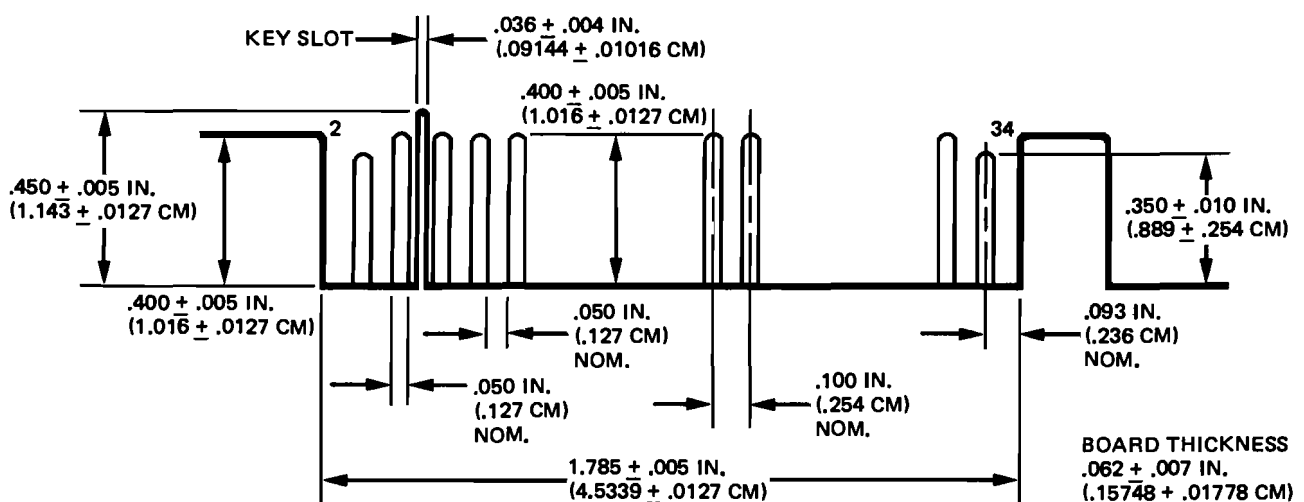 KEY SLOT
.036 ± .004 IN.
(.09144 ± .01016 CM)
.400 ± .005 IN.
(1.016 ± .0127 CM)
2
34
.450 ± .005 IN.
(1.143 ± .0127 CM)
.350 ± .010 IN.
(.889 ± .254 CM)
.400 ± .005 IN.
(1.016 ± .0127 CM)
.050 IN.
(.127 CM)
NOM.
.093 IN.
(.236 CM)
NOM.
.050 IN.
(.127 CM)
NOM.
.100 IN.
(.254 CM)
NOM.
1.785 ± .005 IN.
(4.5339 ± .0127 CM)
BOARD THICKNESS
.062 ± .007 IN.
(.15748 + .01778 CM)